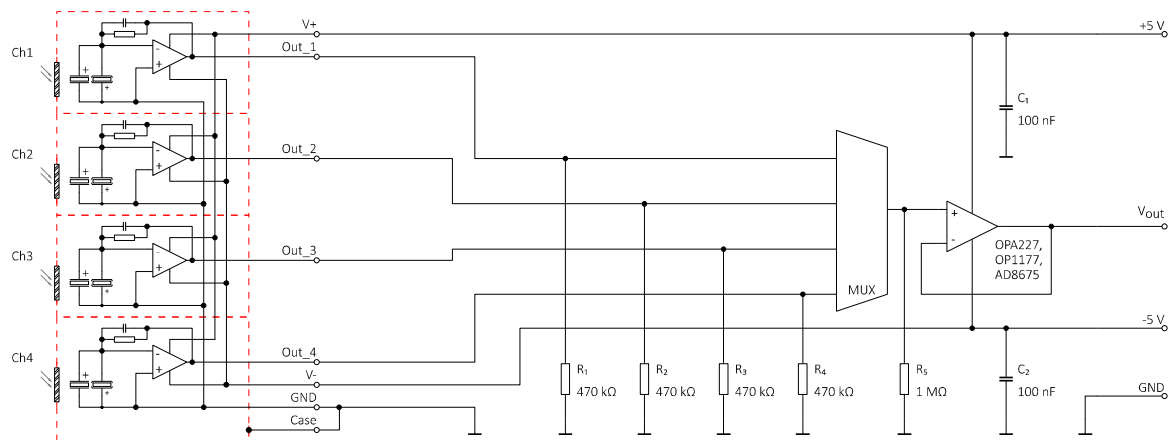 V+
+5 V
Ch1
Out_1
C₁
100 nF
Ch2
Out_2
Vout
Ch3
Out_3
OPA227,
OP1177,
AD8675
MUX
-5 V
Ch4
Out_4
V-
R₁
470 kΩ
R₂
470 kΩ
R₃
470 kΩ
R₄
470 kΩ
R₅
1 MΩ
C₂
100 nF
GND
GND
Case